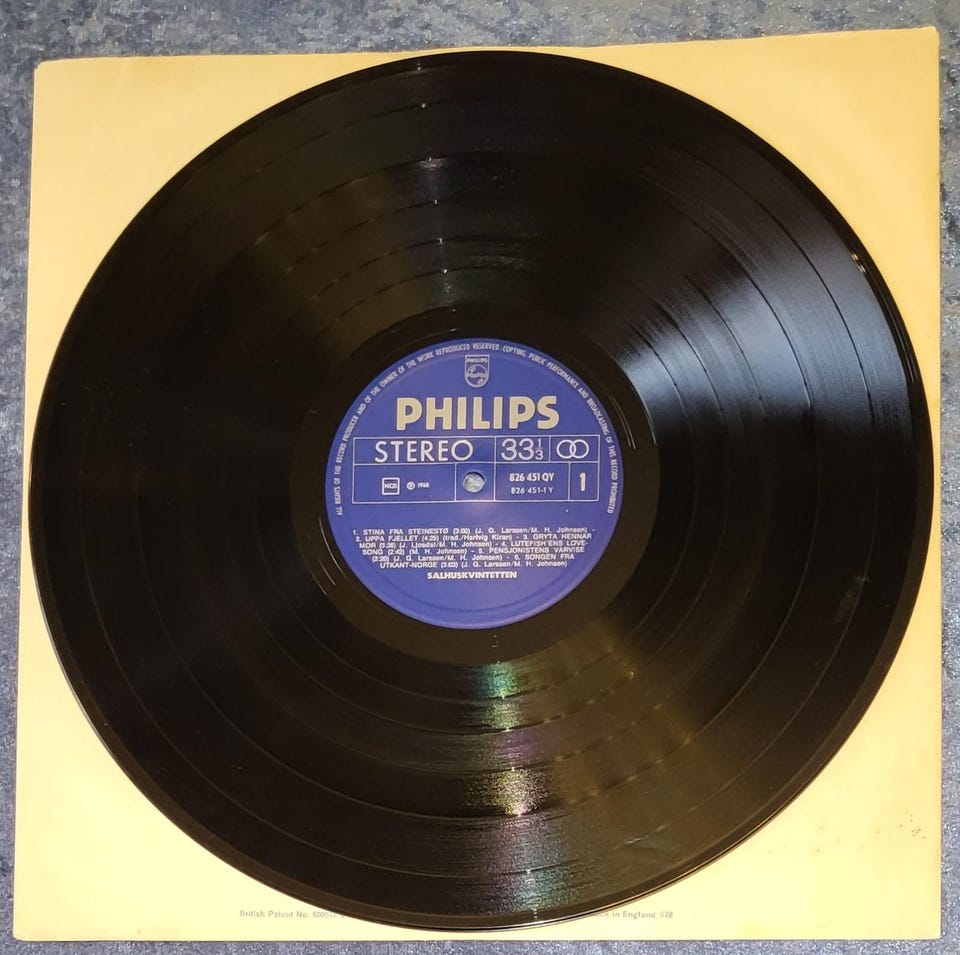 ALL RIGHTS OF THE RECORD PRODUCER AND OF THE OWNER OF THE WORK REPRODUCED RESERVED. COPYING, PUBLIC PERFORMANCE AND BROADCASTING OF THIS RECORD PROHIBITED
PHILIPS
PHILIPS
STEREO 33 1/3
NCB ℗ 1968 826 451 QY 1
826 451-1 Y
1. STINA FRA STEINESTØ (3:00) (J. G. Larssen/M. H. Johnsen) -
2. UPPA FJELLET (4:25) (trad./Hartvig Kiran) - 3. GRYTA HENNAR
MOR (3:38) (J. Ljosdal/M. H. Johnsen) - 4. LUTEFISH'ENS LOVE-
SONG (2:42) (M. H. Johnsen) - 5. PENSJONISTENS VARVISE
(2:20) (J. G. Larssen/M. H. Johnsen) - 6. SONGEN FRA
UTKANT-NORGE (3:03) (J. G. Larssen/M. H. Johnsen)
SALHUSKVINTETTEN
British Patent No. in England